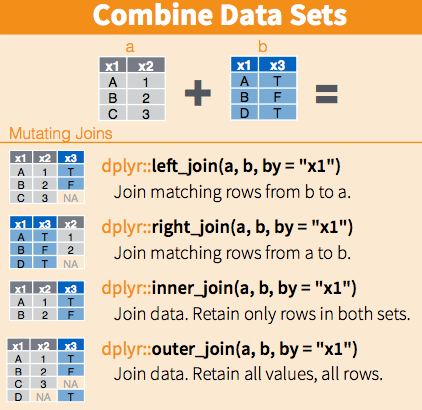 Combine Data Sets
a b
x1 x2 x1 x3
A 1 A T
B 2 + B F =
C 3 D T
Mutating Joins
x1 x2 x3
A 1 T
B 2 F
C 3 NA
dplyr::left_join(a, b, by = "x1")
Join matching rows from b to a.
x1 x3 x2
A T 1
B F 2
D T NA
dplyr::right_join(a, b, by = "x1")
Join matching rows from a to b.
x1 x2 x3
A 1 T
B 2 F
dplyr::inner_join(a, b, by = "x1")
Join data. Retain only rows in both sets.
x1 x2 x3
A 1 T
B 2 F
C 3 NA
D NA T
dplyr::outer_join(a, b, by = "x1")
Join data. Retain all values, all rows.